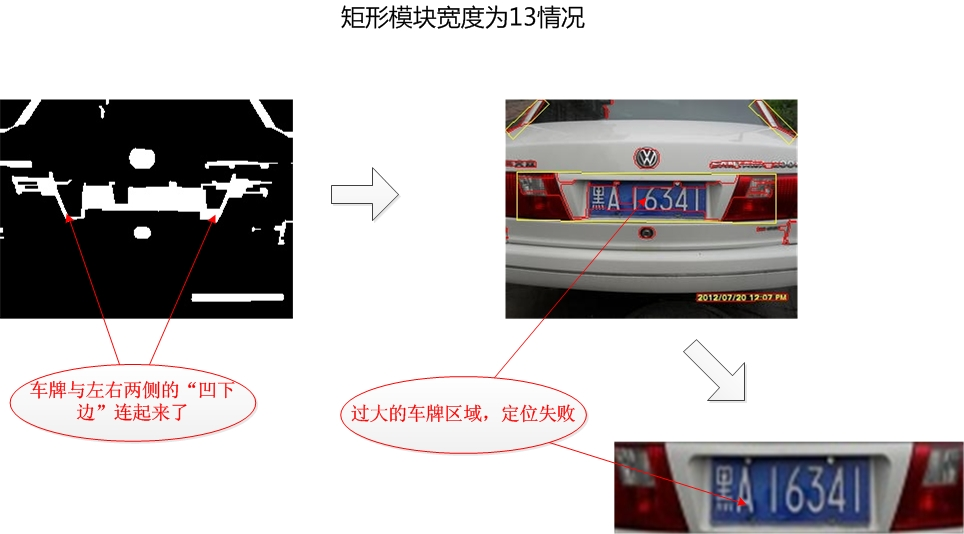 矩形模块宽度为13情况
黑A 16341
2012/07/20 12:07 PM
车牌与左右两侧的“凹下
边”连起来了
过大的车牌区域，定位失败
黑A 16341